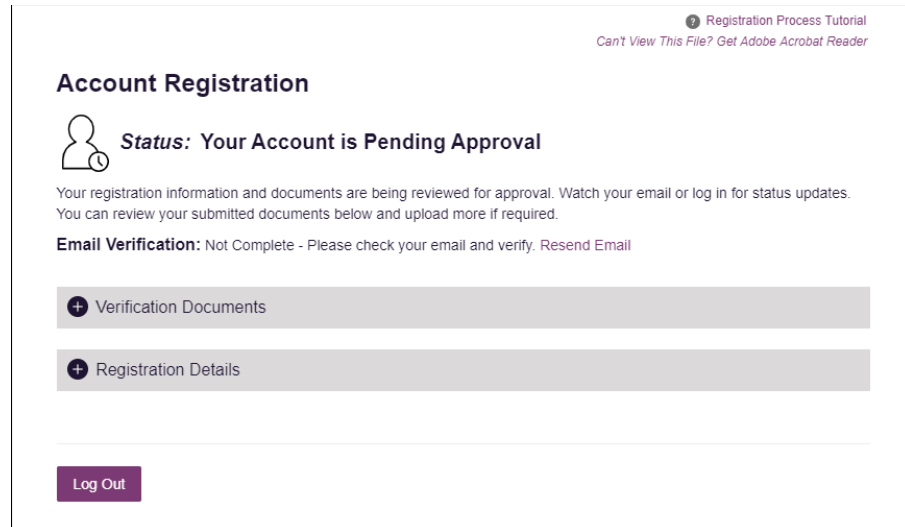 Registration Process Tutorial
Can't View This File? Get Adobe Acrobat Reader
Account Registration
Status: Your Account is Pending Approval
Your registration information and documents are being reviewed for approval. Watch your email or log in for status updates.
You can review your submitted documents below and upload more if required.
Email Verification: Not Complete - Please check your email and verify. Resend Email
Verification Documents
Registration Details
Log Out